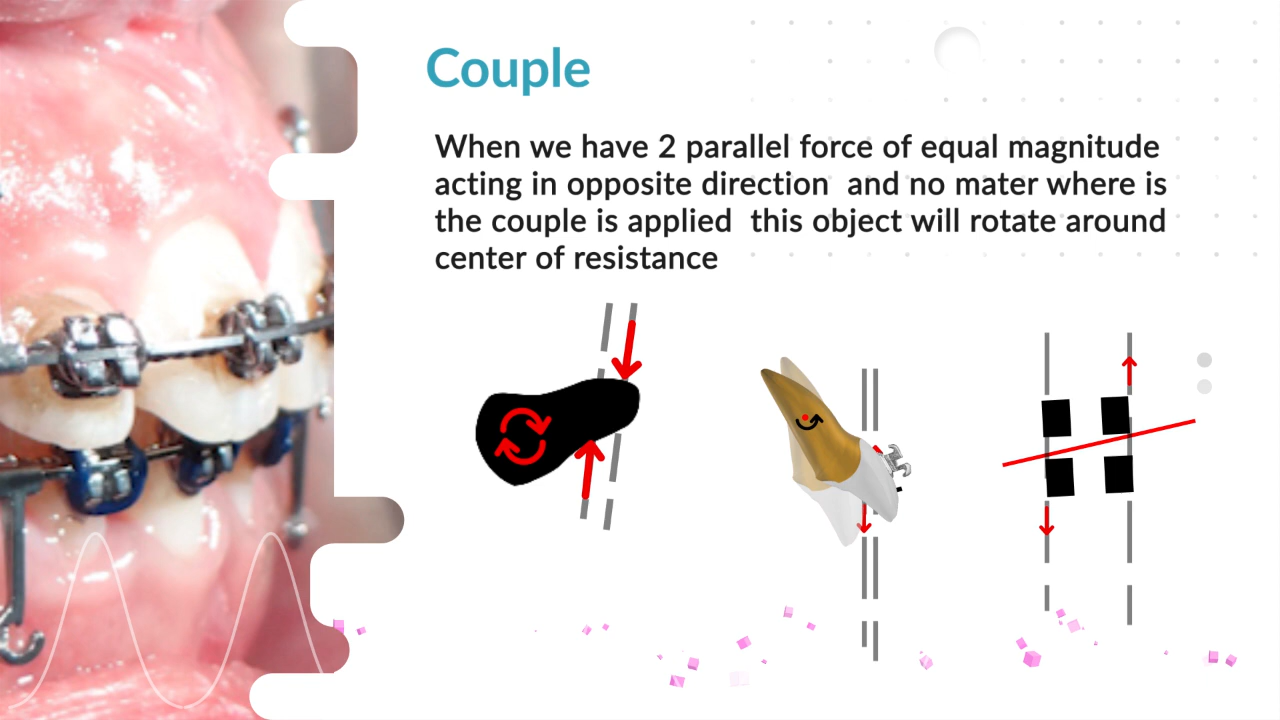 Couple
When we have 2 parallel force of equal magnitude
acting in opposite direction  and no mater where is
the couple is applied  this object will rotate around
center of resistance